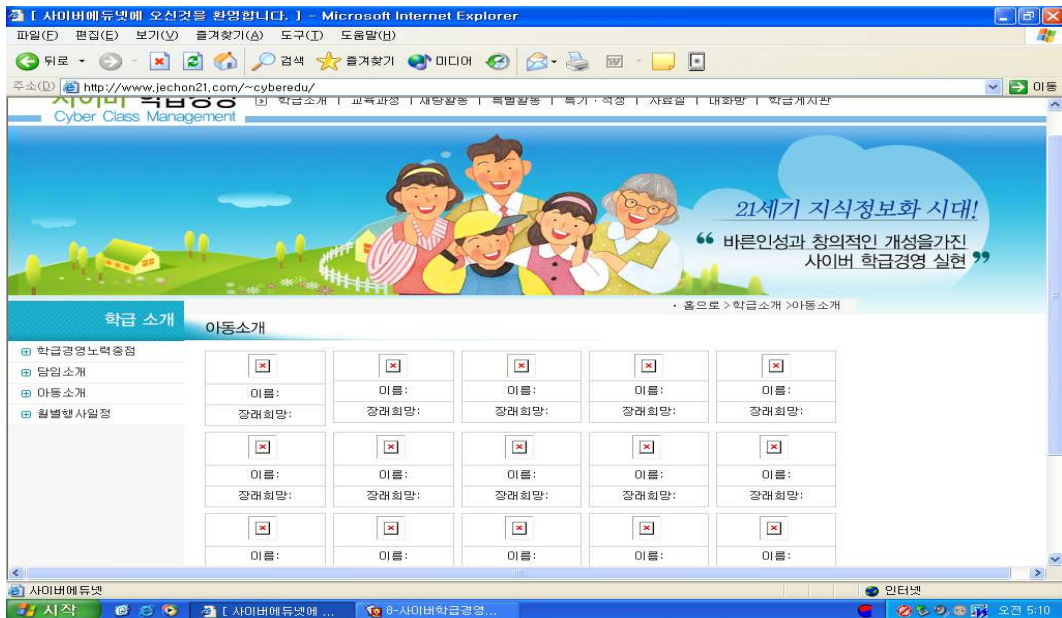 [ 사이버에듀넷에 오신것을 환영합니다. ] - Microsoft Internet Explorer
파일(F) 편집(E) 보기(V) 즐겨찾기(A) 도구(T) 도움말(H)
뒤로 검색 즐겨찾기 미디어
주소(D) http://www.jechon21.com/~cyberedu/ 이동
사이버 학급경영 학급소개 | 교육과정 | 재량활동 | 특별활동 | 특기·적성 | 자료실 | 대화방 | 학급게시판
Cyber Class Management
21세기 지식정보화 시대!
“ 바른인성과 창의적인 개성을가진
사이버 학급경영 실현 ”
· 홈으로 >학급소개 >아동소개
학급 소개
아동소개
학급경영노력중점
담임소개
아동소개
월별행사일정
이름: 이름: 이름: 이름: 이름:
장래희망: 장래희망: 장래희망: 장래희망: 장래희망:
이름: 이름: 이름: 이름: 이름:
장래희망: 장래희망: 장래희망: 장래희망: 장래희망:
이름: 이름: 이름: 이름: 이름:
사이버에듀넷 인터넷
시작 [ 사이버에듀넷에 ... 8-사이버학급경영... 오전 5:10